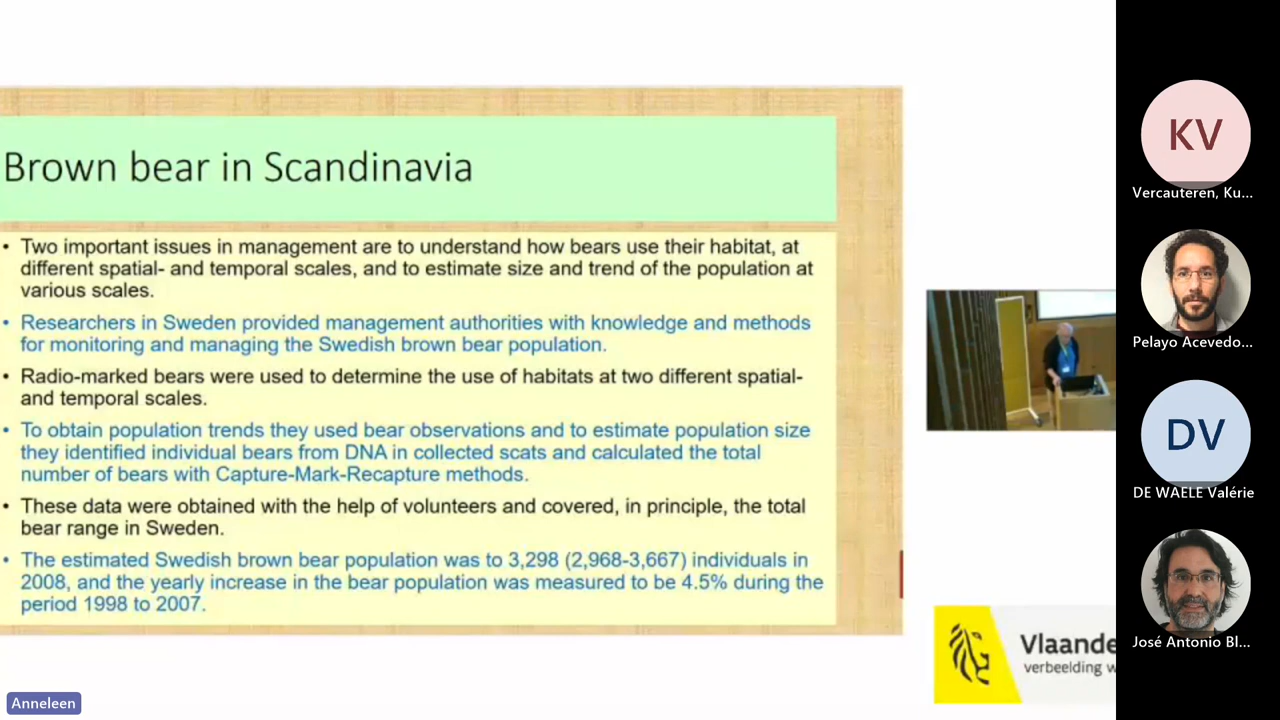 Brown bear in Scandinavia
• Two important issues in management are to understand how bears use their habitat, at
different spatial- and temporal scales, and to estimate size and trend of the population at
various scales.
• Researchers in Sweden provided management authorities with knowledge and methods
for monitoring and managing the Swedish brown bear population.
• Radio-marked bears were used to determine the use of habitats at two different spatial-
and temporal scales.
• To obtain population trends they used bear observations and to estimate population size
they identified individual bears from DNA in collected scats and calculated the total
number of bears with Capture-Mark-Recapture methods.
• These data were obtained with the help of volunteers and covered, in principle, the total
bear range in Sweden.
• The estimated Swedish brown bear population was to 3,298 (2,968-3,667) individuals in
2008, and the yearly increase in the bear population was measured to be 4.5% during the
period 1998 to 2007.
Vlaande
verbeelding w
Anneleen
KV
Vercauteren, Ku...
Pelayo Acevedo...
DV
DE WAELE Valérie
José Antonio Bl...